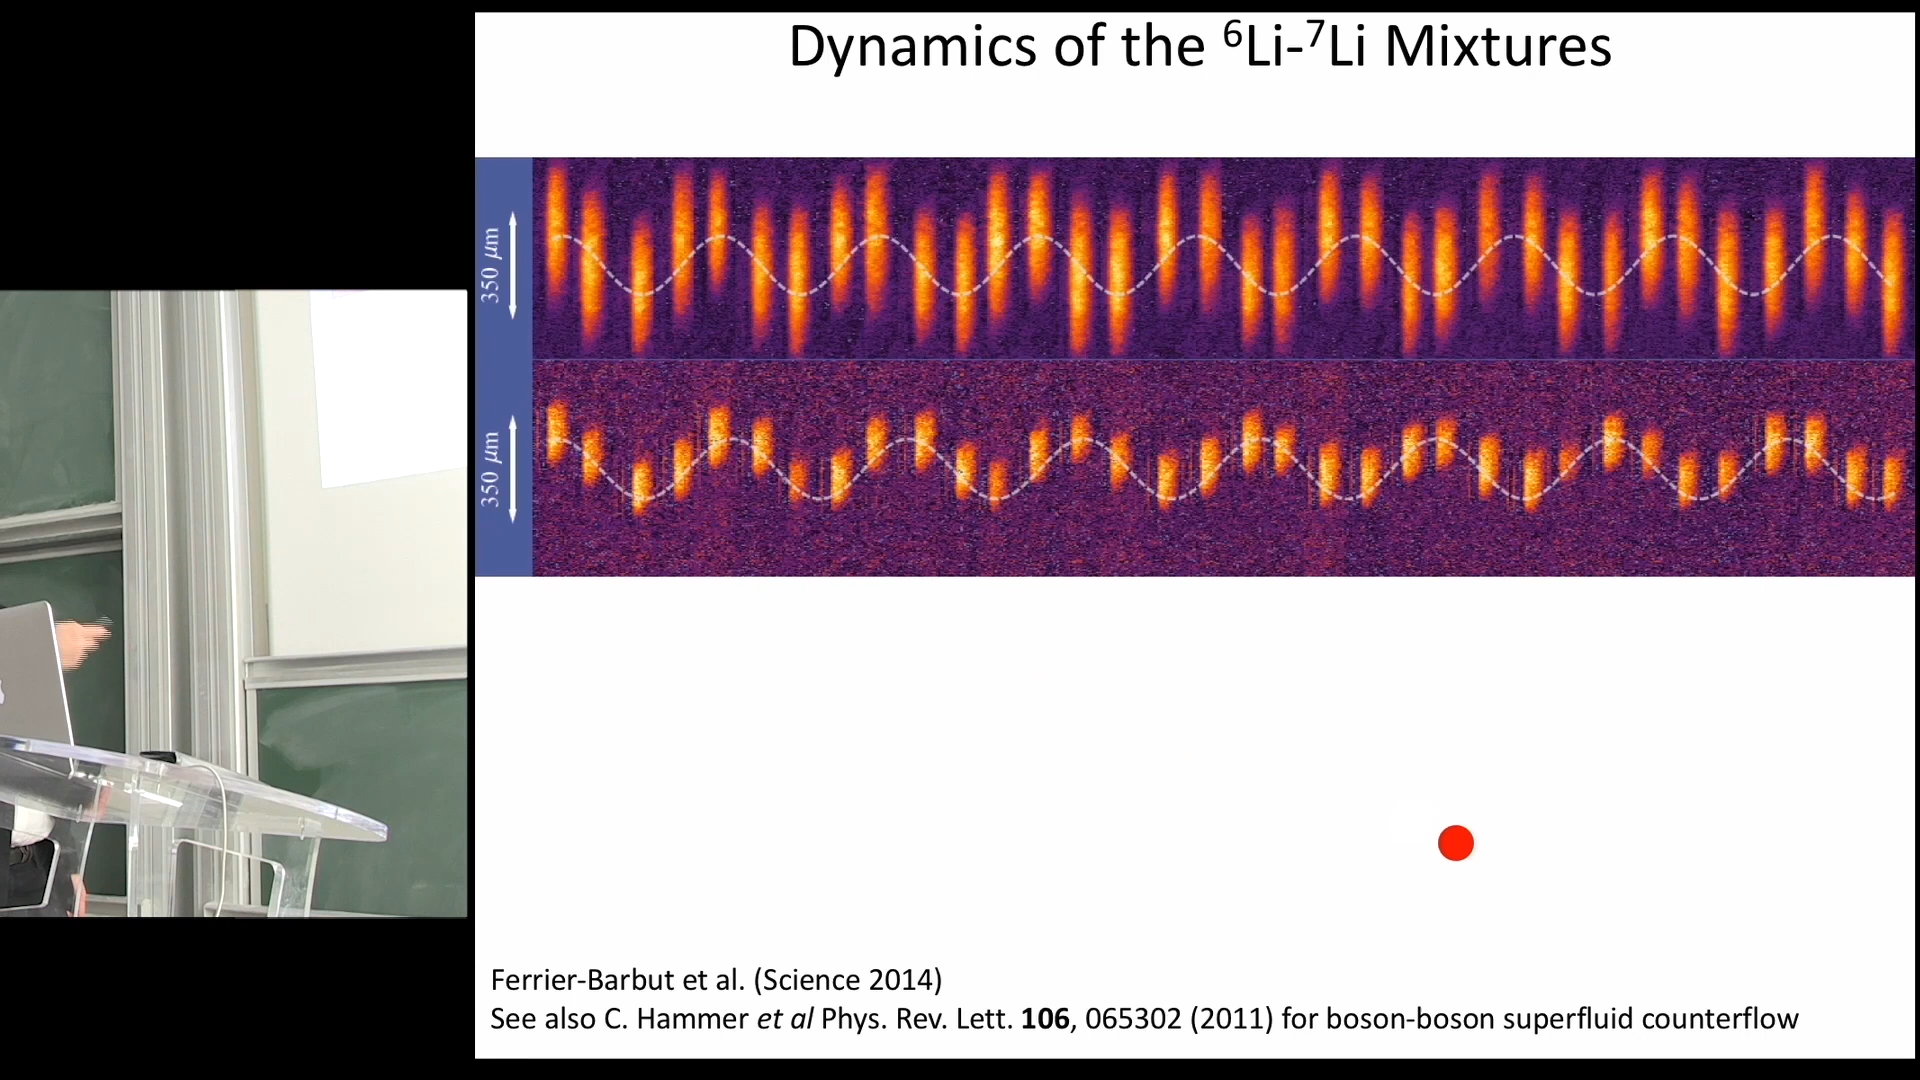 Dynamics of the ⁶Li-⁷Li Mixtures
350 μm
350 μm
Ferrier-Barbut et al. (Science 2014)
See also C. Hammer et al Phys. Rev. Lett. 106, 065302 (2011) for boson-boson superfluid counterflow